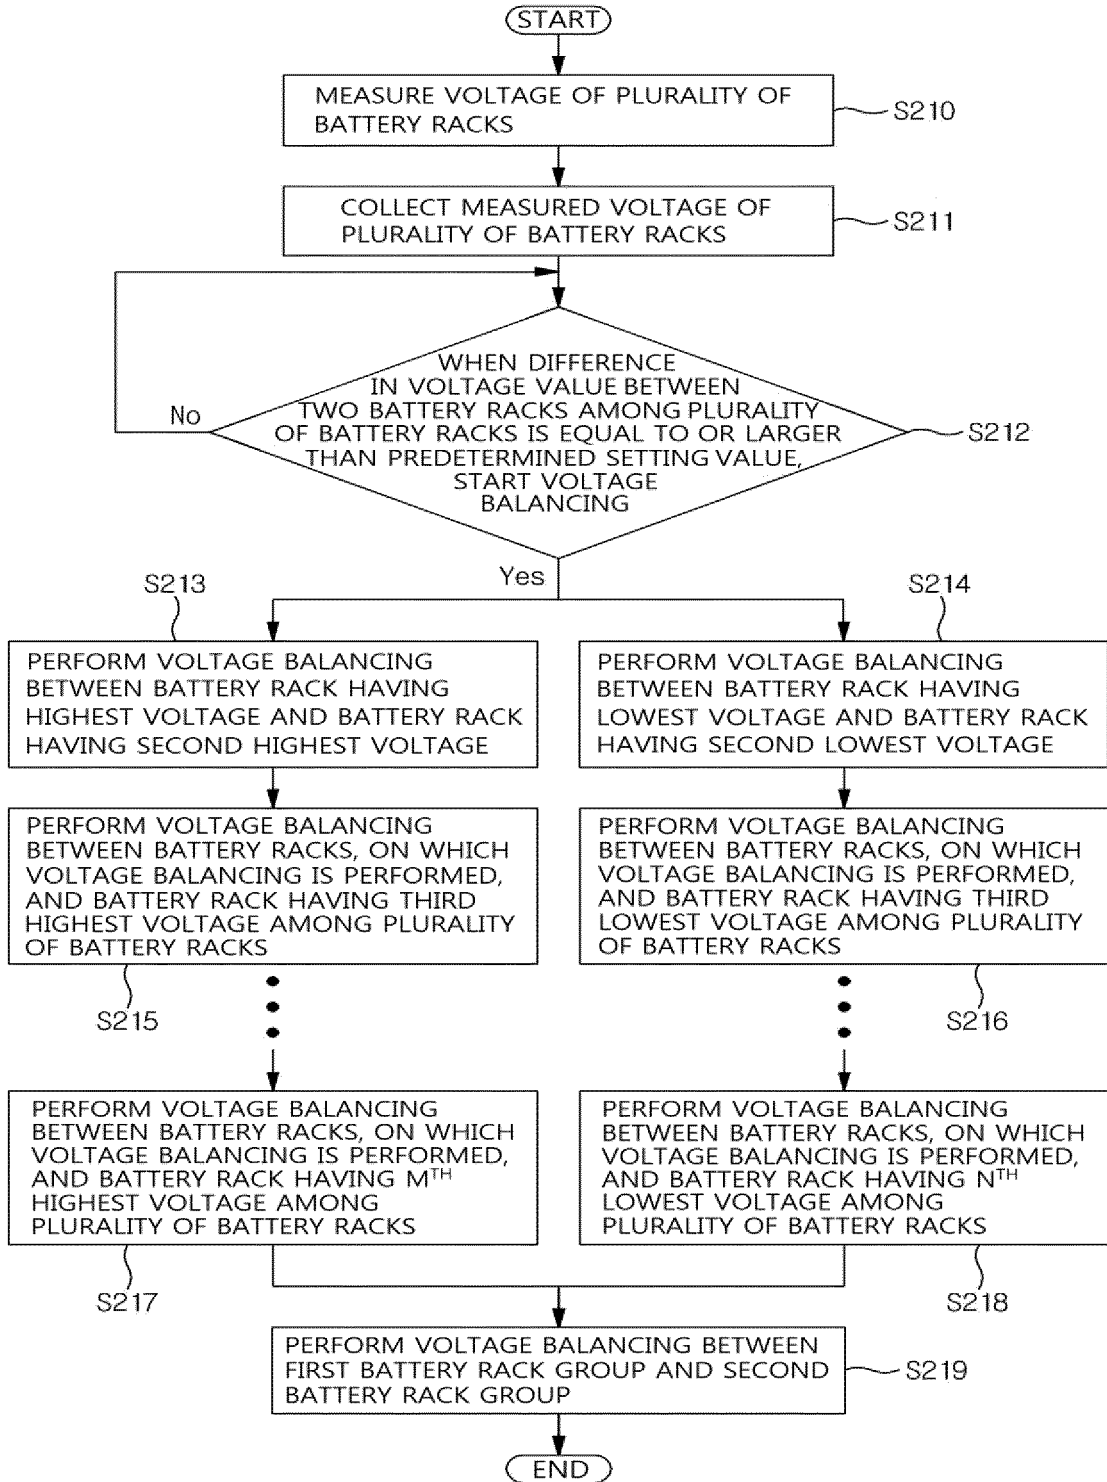 START
MEASURE VOLTAGE OF PLURALITY OF
BATTERY RACKS
S210
COLLECT MEASURED VOLTAGE OF
PLURALITY OF BATTERY RACKS
S211
WHEN DIFFERENCE
IN VOLTAGE VALUE BETWEEN
TWO BATTERY RACKS AMONG PLURALITY
OF BATTERY RACKS IS EQUAL TO OR LARGER
THAN PREDETERMINED SETTING VALUE,
START VOLTAGE
BALANCING
No
S212
Yes
S213
S214
PERFORM VOLTAGE BALANCING
BETWEEN BATTERY RACK HAVING
HIGHEST VOLTAGE AND BATTERY RACK
HAVING SECOND HIGHEST VOLTAGE
PERFORM VOLTAGE BALANCING
BETWEEN BATTERY RACK HAVING
LOWEST VOLTAGE AND BATTERY RACK
HAVING SECOND LOWEST VOLTAGE
PERFORM VOLTAGE BALANCING
BETWEEN BATTERY RACKS, ON WHICH
VOLTAGE BALANCING IS PERFORMED,
AND BATTERY RACK HAVING THIRD
HIGHEST VOLTAGE AMONG PLURALITY
OF BATTERY RACKS
PERFORM VOLTAGE BALANCING
BETWEEN BATTERY RACKS, ON WHICH
VOLTAGE BALANCING IS PERFORMED,
AND BATTERY RACK HAVING THIRD
LOWEST VOLTAGE AMONG PLURALITY
OF BATTERY RACKS
S215
S216
PERFORM VOLTAGE BALANCING
BETWEEN BATTERY RACKS, ON WHICH
VOLTAGE BALANCING IS PERFORMED,
AND BATTERY RACK HAVING Mᵀᴴ
HIGHEST VOLTAGE AMONG
PLURALITY OF BATTERY RACKS
PERFORM VOLTAGE BALANCING
BETWEEN BATTERY RACKS, ON WHICH
VOLTAGE BALANCING IS PERFORMED,
AND BATTERY RACK HAVING Nᵀᴴ
LOWEST VOLTAGE AMONG
PLURALITY OF BATTERY RACKS
S217
S218
PERFORM VOLTAGE BALANCING BETWEEN
FIRST BATTERY RACK GROUP AND SECOND
BATTERY RACK GROUP
S219
END